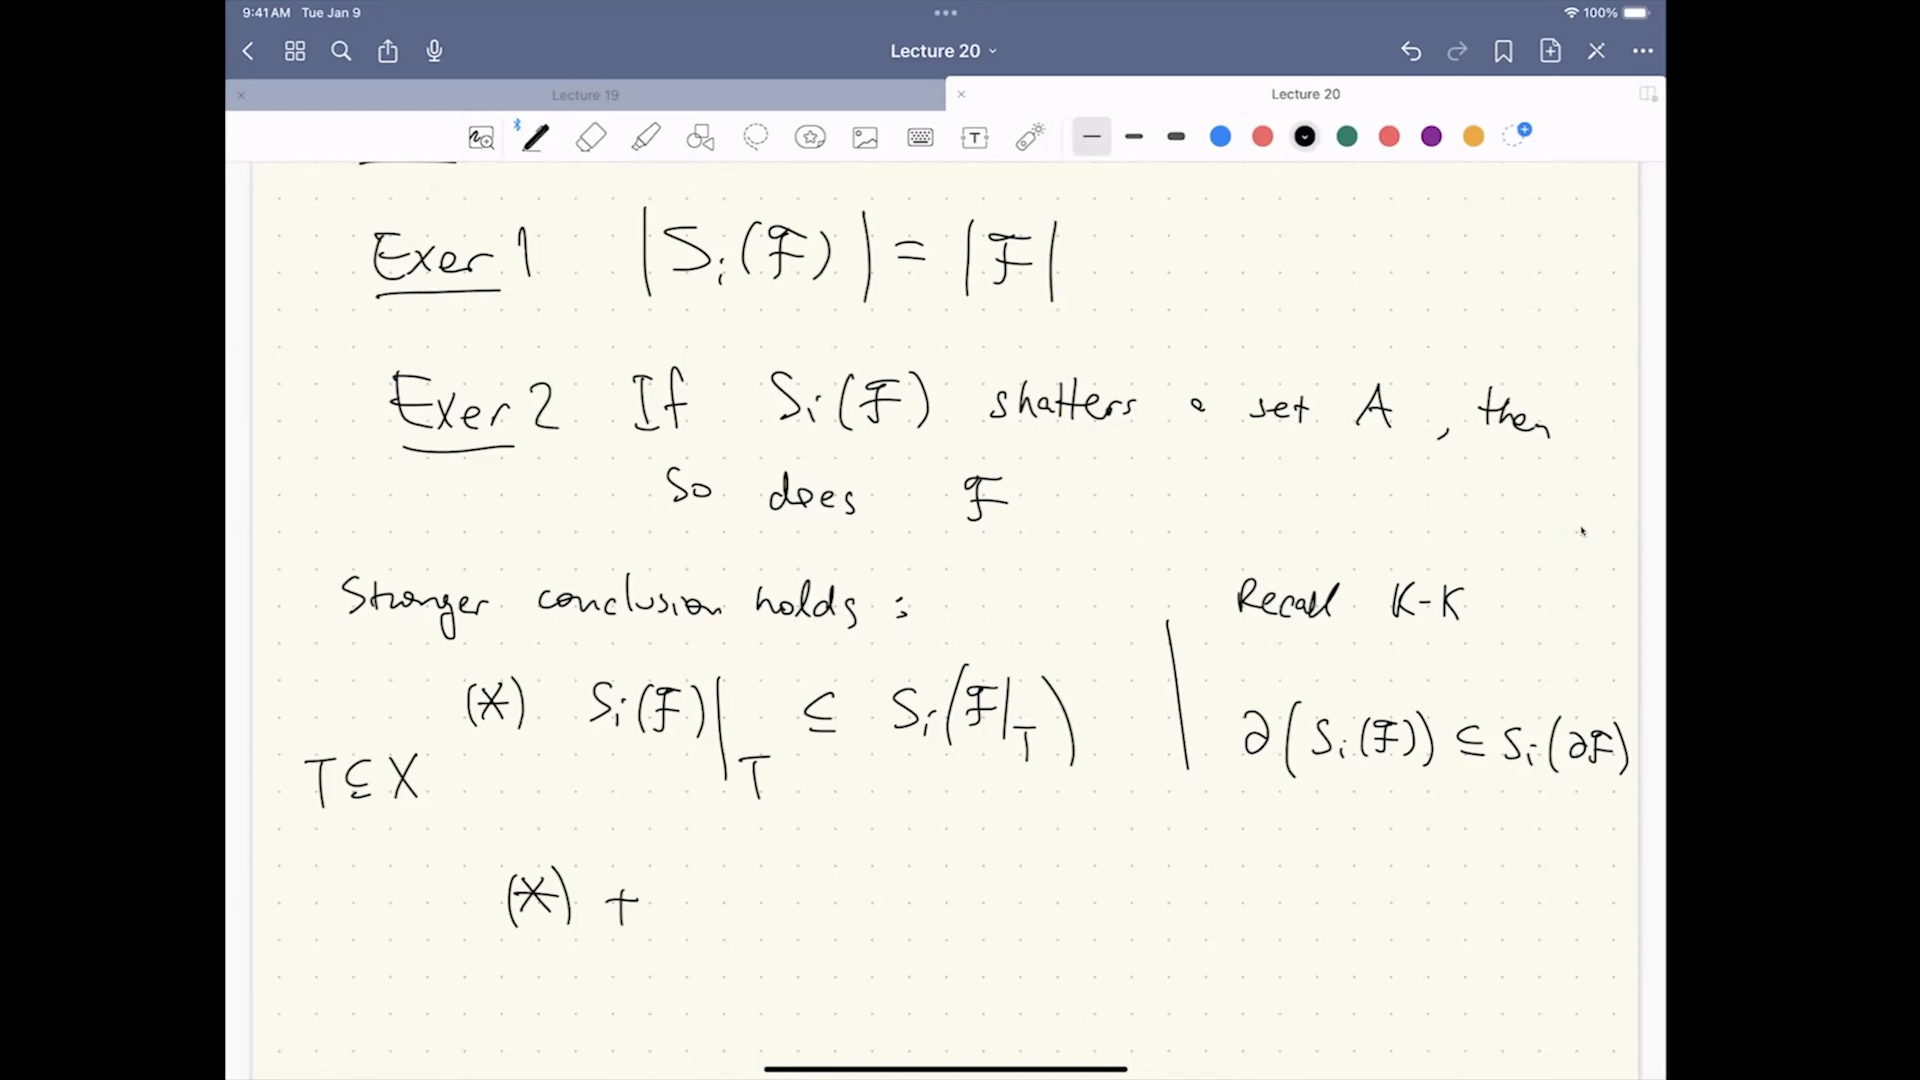 9:41 AM Tue Jan 9
100%
Lecture 20
Lecture 19
Lecture 20
Exer 1 |Sᵢ(ℱ)| = |ℱ|
Exer 2 If Sᵢ(ℱ) shatters a set A, then
so does ℱ
Stronger conclusion holds :
Recall K-K
(*) Sᵢ(ℱ)|_T ⊆ Sᵢ(ℱ|_T)
∂(Sᵢ(ℱ)) ⊆ Sᵢ(∂ℱ)
T ⊆ X
(*) +